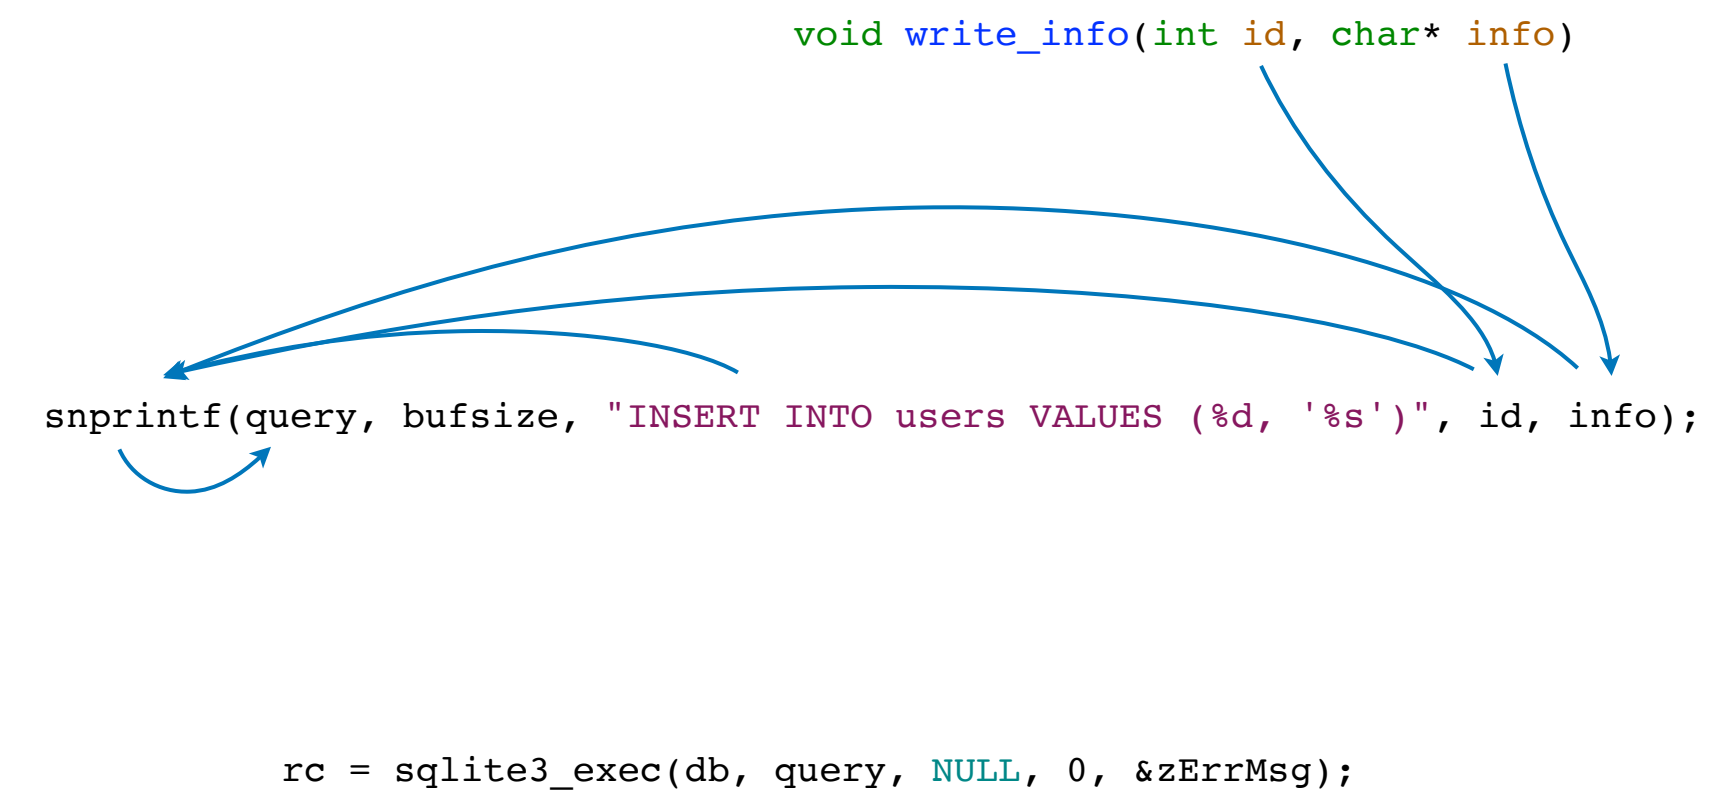 void write_info(int id, char* info)
snprintf(query, bufsize, "INSERT INTO users VALUES (%d, '%s')", id, info);
rc = sqlite3_exec(db, query, NULL, 0, &zErrMsg);